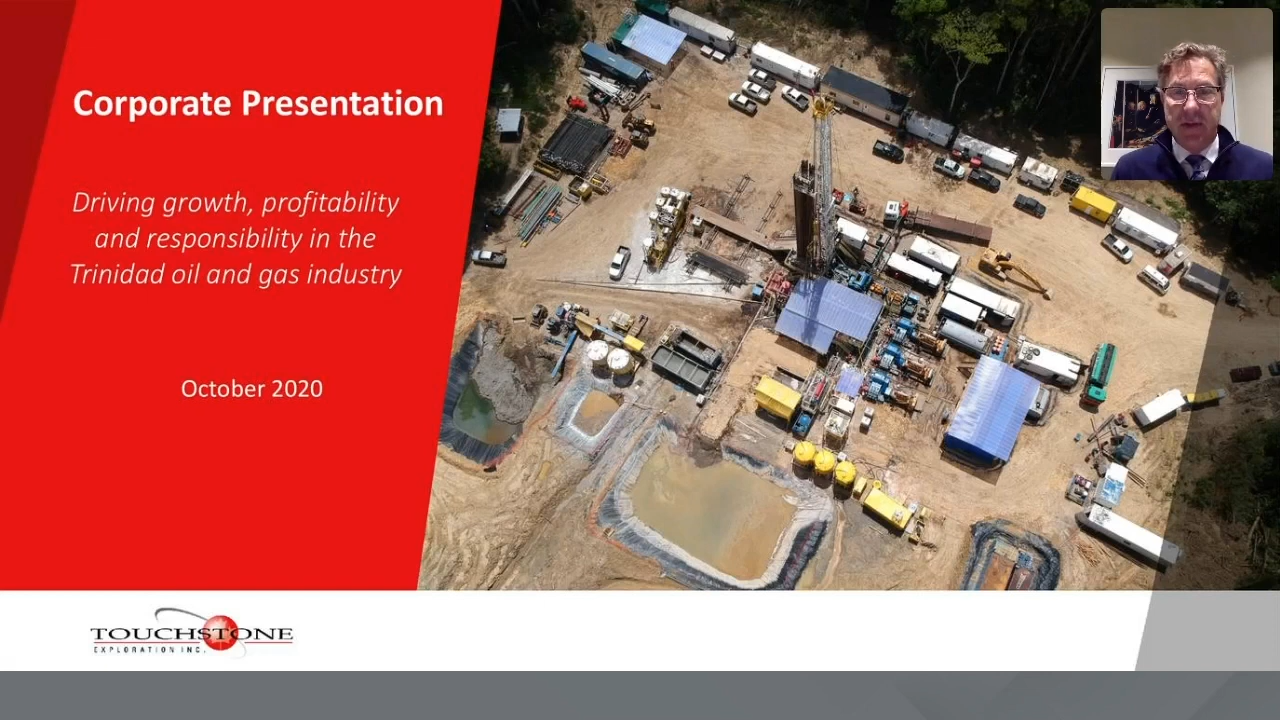 Corporate Presentation
Driving growth, profitability
and responsibility in the
Trinidad oil and gas industry
October 2020
TOUCHSTONE
EXPLORATION INC.